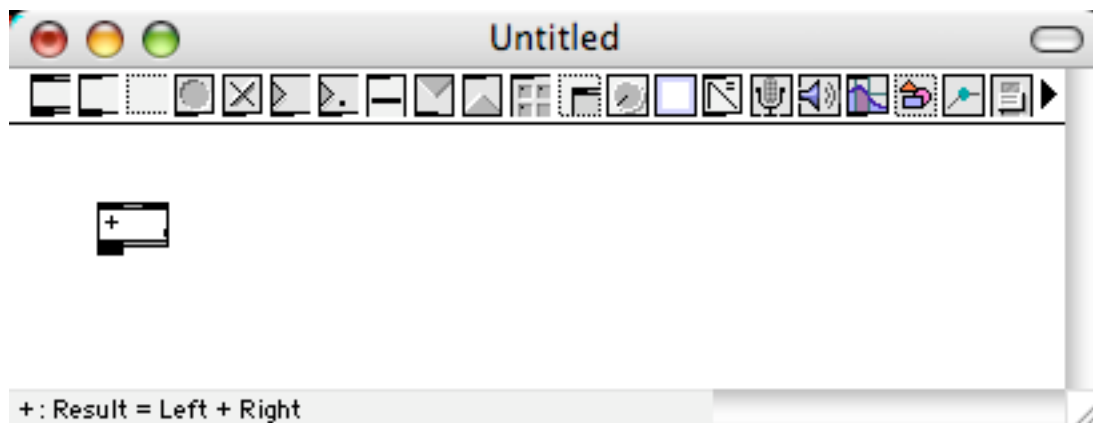 Untitled
+
+ : Result = Left + Right